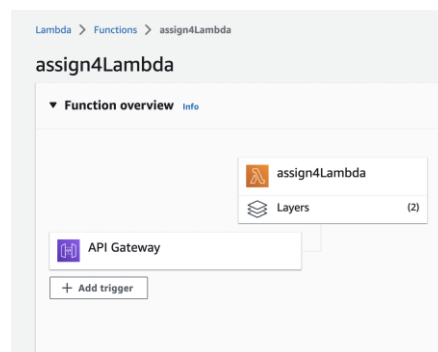 Lambda > Functions > assign4Lambda
assign4Lambda
▼ Function overview Info
assign4Lambda
Layers (2)
API Gateway
+ Add trigger